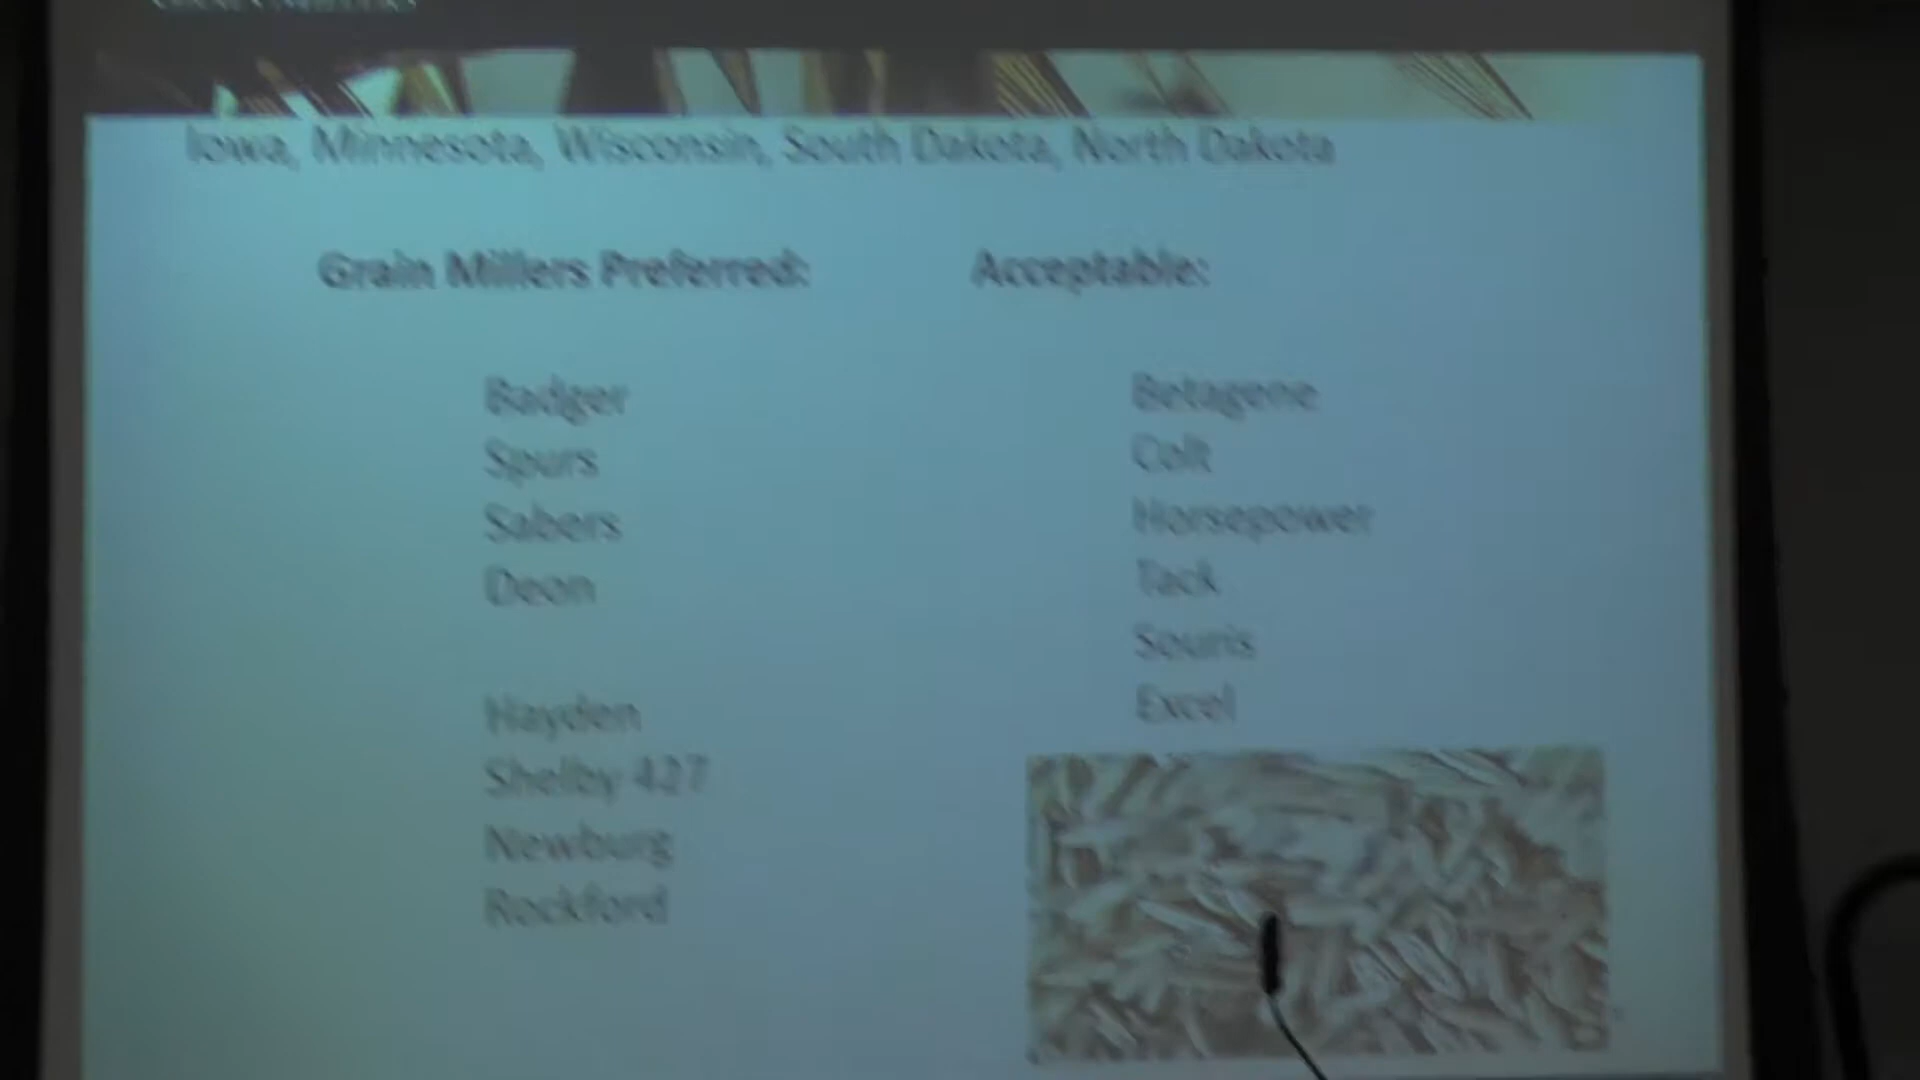 Iowa, Minnesota, Wisconsin, South Dakota, North Dakota
Grain Millers Preferred:
Badger
Spurs
Sabers
Deon
Hayden
Shelby 427
Newburg
Rockford
Acceptable:
Betagene
Colt
Horsepower
Tack
Souris
Excel